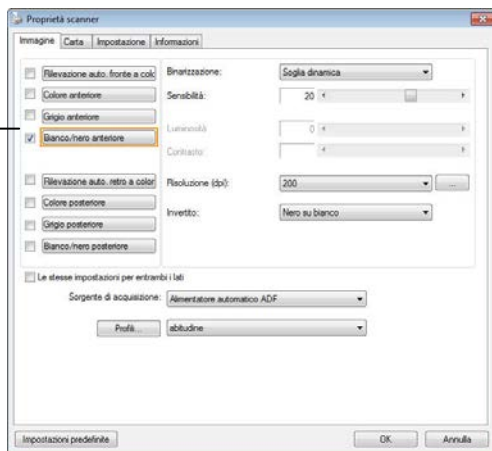 Proprietà scanner
Immagine Carta Impostazione Informazioni
Rilevazione auto. fronte a colo
Binarizzazione: Soglia dinamica
Colore anteriore
Sensibilità: 20
Grigio anteriore
Luminosità 0
Bianco/nero anteriore
Contrasto:
Rilevazione auto. retro a color
Risoluzione (dpi): 200 ...
Colore posteriore
Invertito: Nero su bianco
Grigio posteriore
Bianco/nero posteriore
Le stesse impostazioni per entrambi i lati
Sorgente di acquisizione: Alimentatore automatico ADF
Profili... abitudine
Impostazioni predefinite OK Annulla